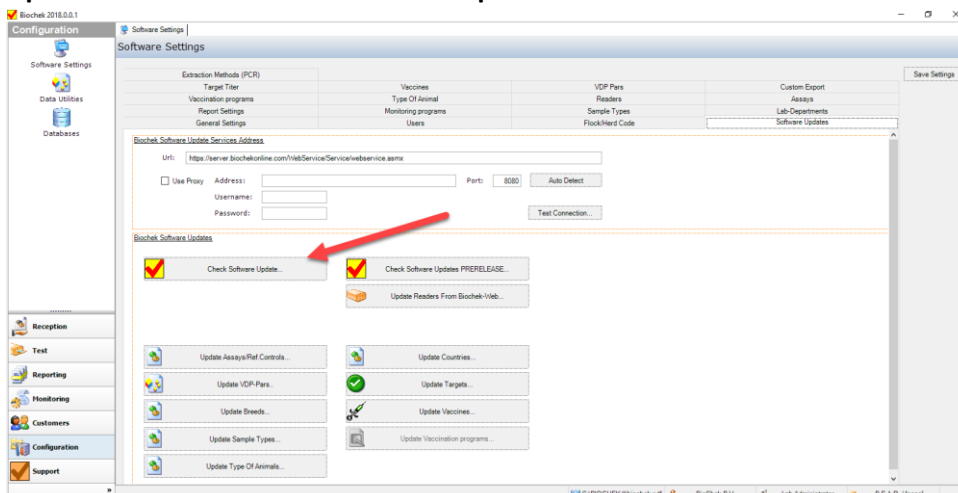 Biochek 2018.0.0.1
Configuration
Software Settings
Data Utilities
Databases
Reception
Test
Reporting
Monitoring
Customers
Configuration
Support
Software Settings
Software Settings
Save Settings
Extraction Methods (PCR)
Target Titer Vaccines VDP Pars Custom Export
Vaccination programs Type Of Animal Readers Assays
Report Settings Monitoring programs Sample Types Lab-Departments
General Settings Users Flock/Herd Code Software Updates
Biochek Software Update Services Address
Url: https://server.biochekonline.com/WebService/Service/webservice.asmx
Use Proxy Address: Port: 8080 Auto Detect
Username:
Password: Test Connection...
Biochek Software Updates
Check Software Update... Check Software Updates PRERELEASE...
Update Readers From Biochek-Web...
Update Assays/Ref.Controls... Update Countries...
Update VDP-Pars... Update Targets...
Update Breeds... Update Vaccines...
Update Sample Types... Update Vaccination programs...
Update Type Of Animals...